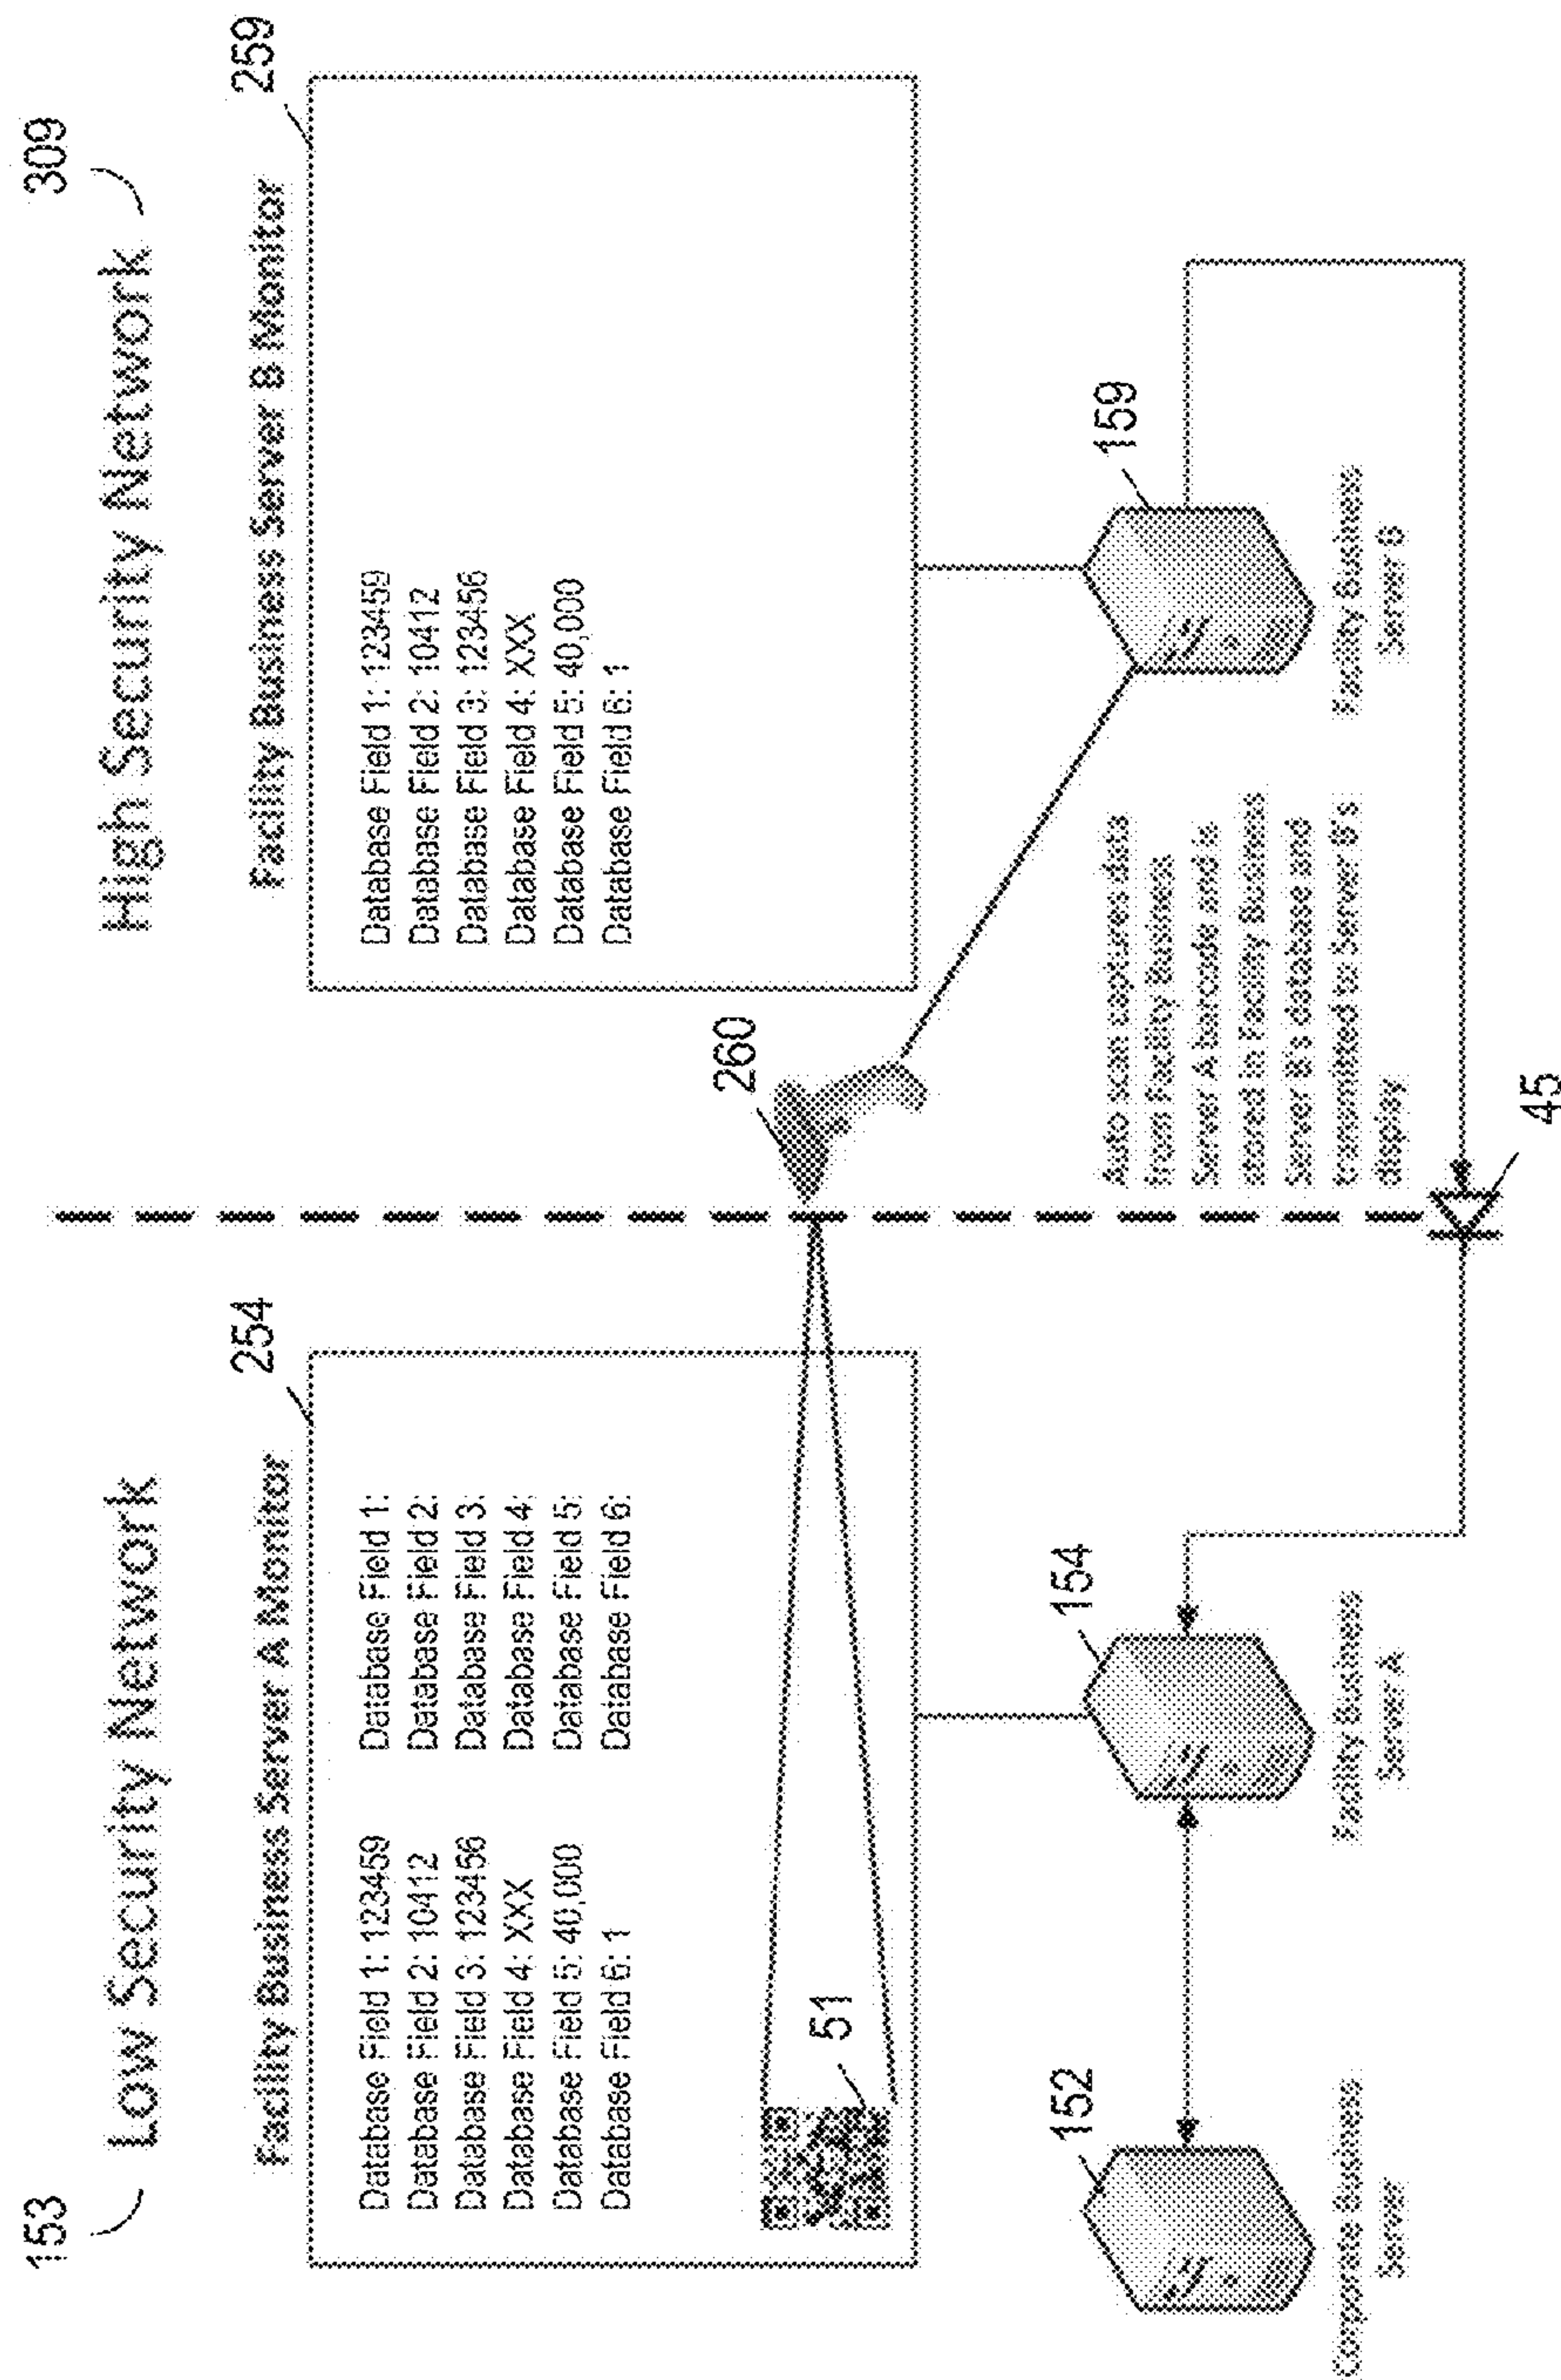 153
Low Security Network
High Security Network
309
Facility Business Server A Monitor
254
Facility Business Server B Monitor
259
Database Field 1: 123459
Database Field 2: 10412
Database Field 3: 123456
Database Field 4: XXX
Database Field 5: 40,000
Database Field 6: 1
Database Field 1:
Database Field 2:
Database Field 3:
Database Field 4:
Database Field 5:
Database Field 6:
Database Field 1: 123459
Database Field 2: 10412
Database Field 3: 123456
Database Field 4: XXX
Database Field 5: 40,000
Database Field 6: 1
51
260
152
154
159
Corporate Business
Server
Facility Business
Server A
Auto scan captures data
from Facility Business
Server A barcode and is
stored in Facility Business
Server B's database and
transmitted to Server B's
display
Facility Business
Server B
45